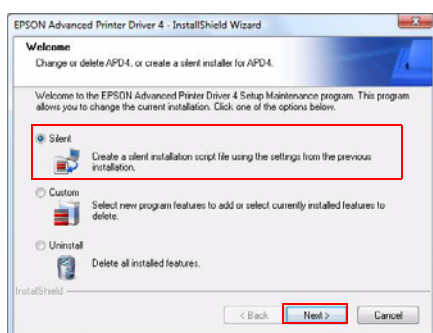 EPSON Advanced Printer Driver 4 - InstallShield Wizard
Welcome
Change or delete APD4, or create a silent installer for APD4.
Welcome to the EPSON Advanced Printer Driver 4 Setup Maintenance program. This program
allows you to change the current installation. Click one of the options below.
Silent
Create a silent installation script file using the settings from the previous
installation.
Custom
Select new program features to add or select currently installed features to
delete.
Uninstall
Delete all installed features.
InstallShield
< Back
Next >
Cancel